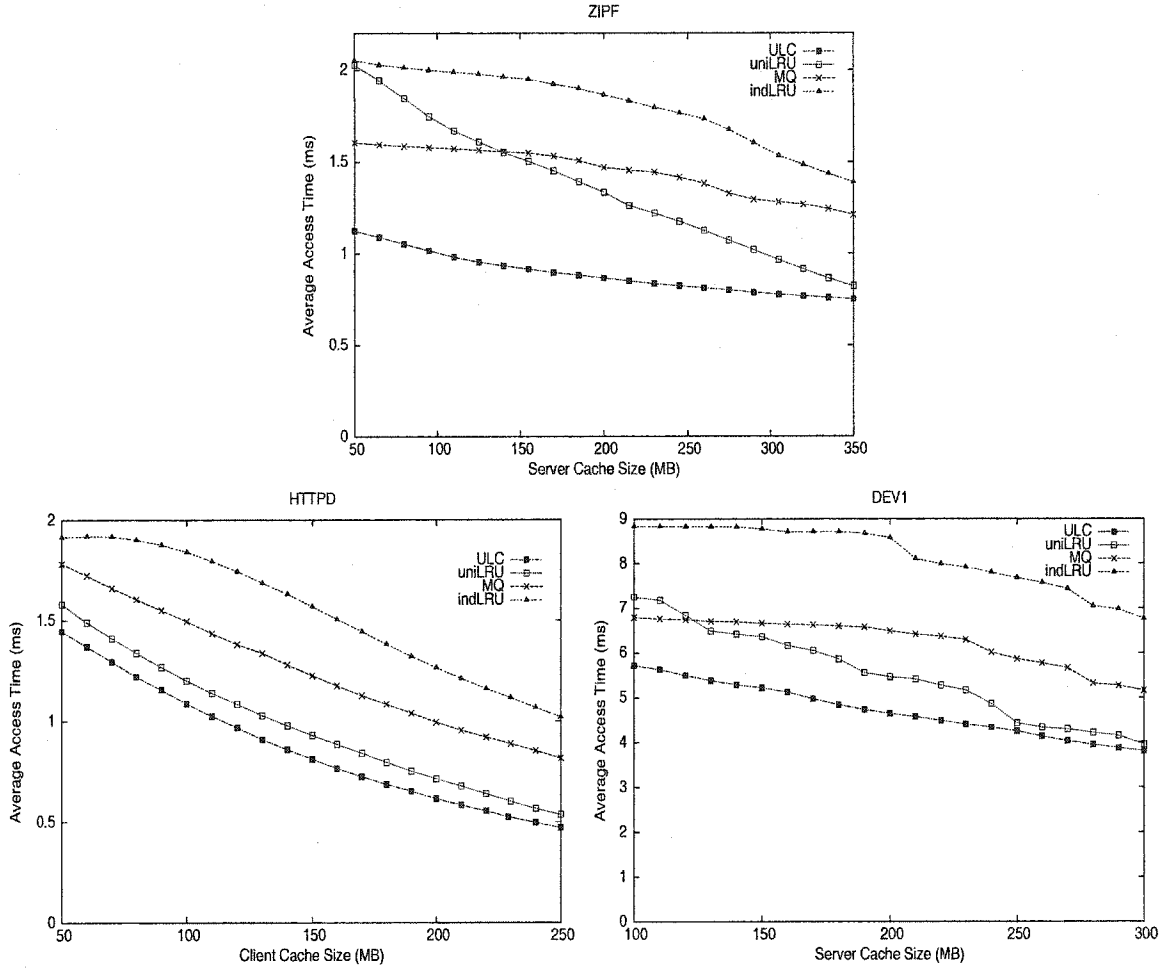 ZIPF
ULC
uniLRU
MQ
indLRU
2
1.5
1
0.5
0
Average Access Time (ms)
50 100 150 200 250 300 350
Server Cache Size (MB)
HTTPD
ULC
uniLRU
MQ
indLRU
2
1.5
1
0.5
0
Average Access Time (ms)
50 100 150 200 250
Client Cache Size (MB)
DEV1
ULC
uniLRU
MQ
indLRU
9
8
7
6
5
4
3
2
1
0
Average Access Time (ms)
100 150 200 250 300
Server Cache Size (MB)